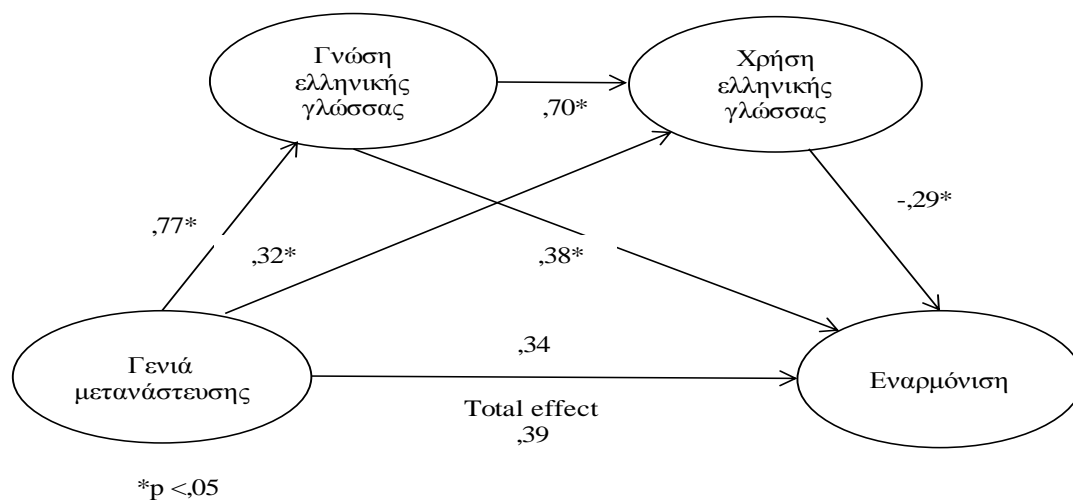 Γνώση
ελληνικής
γλώσσας
Χρήση
ελληνικής
γλώσσας
,70*
,77*
,32*
,38*
-,29*
Γενιά
μετανάστευσης
,34
Total effect
,39
Εναρμόνιση
*p <,05